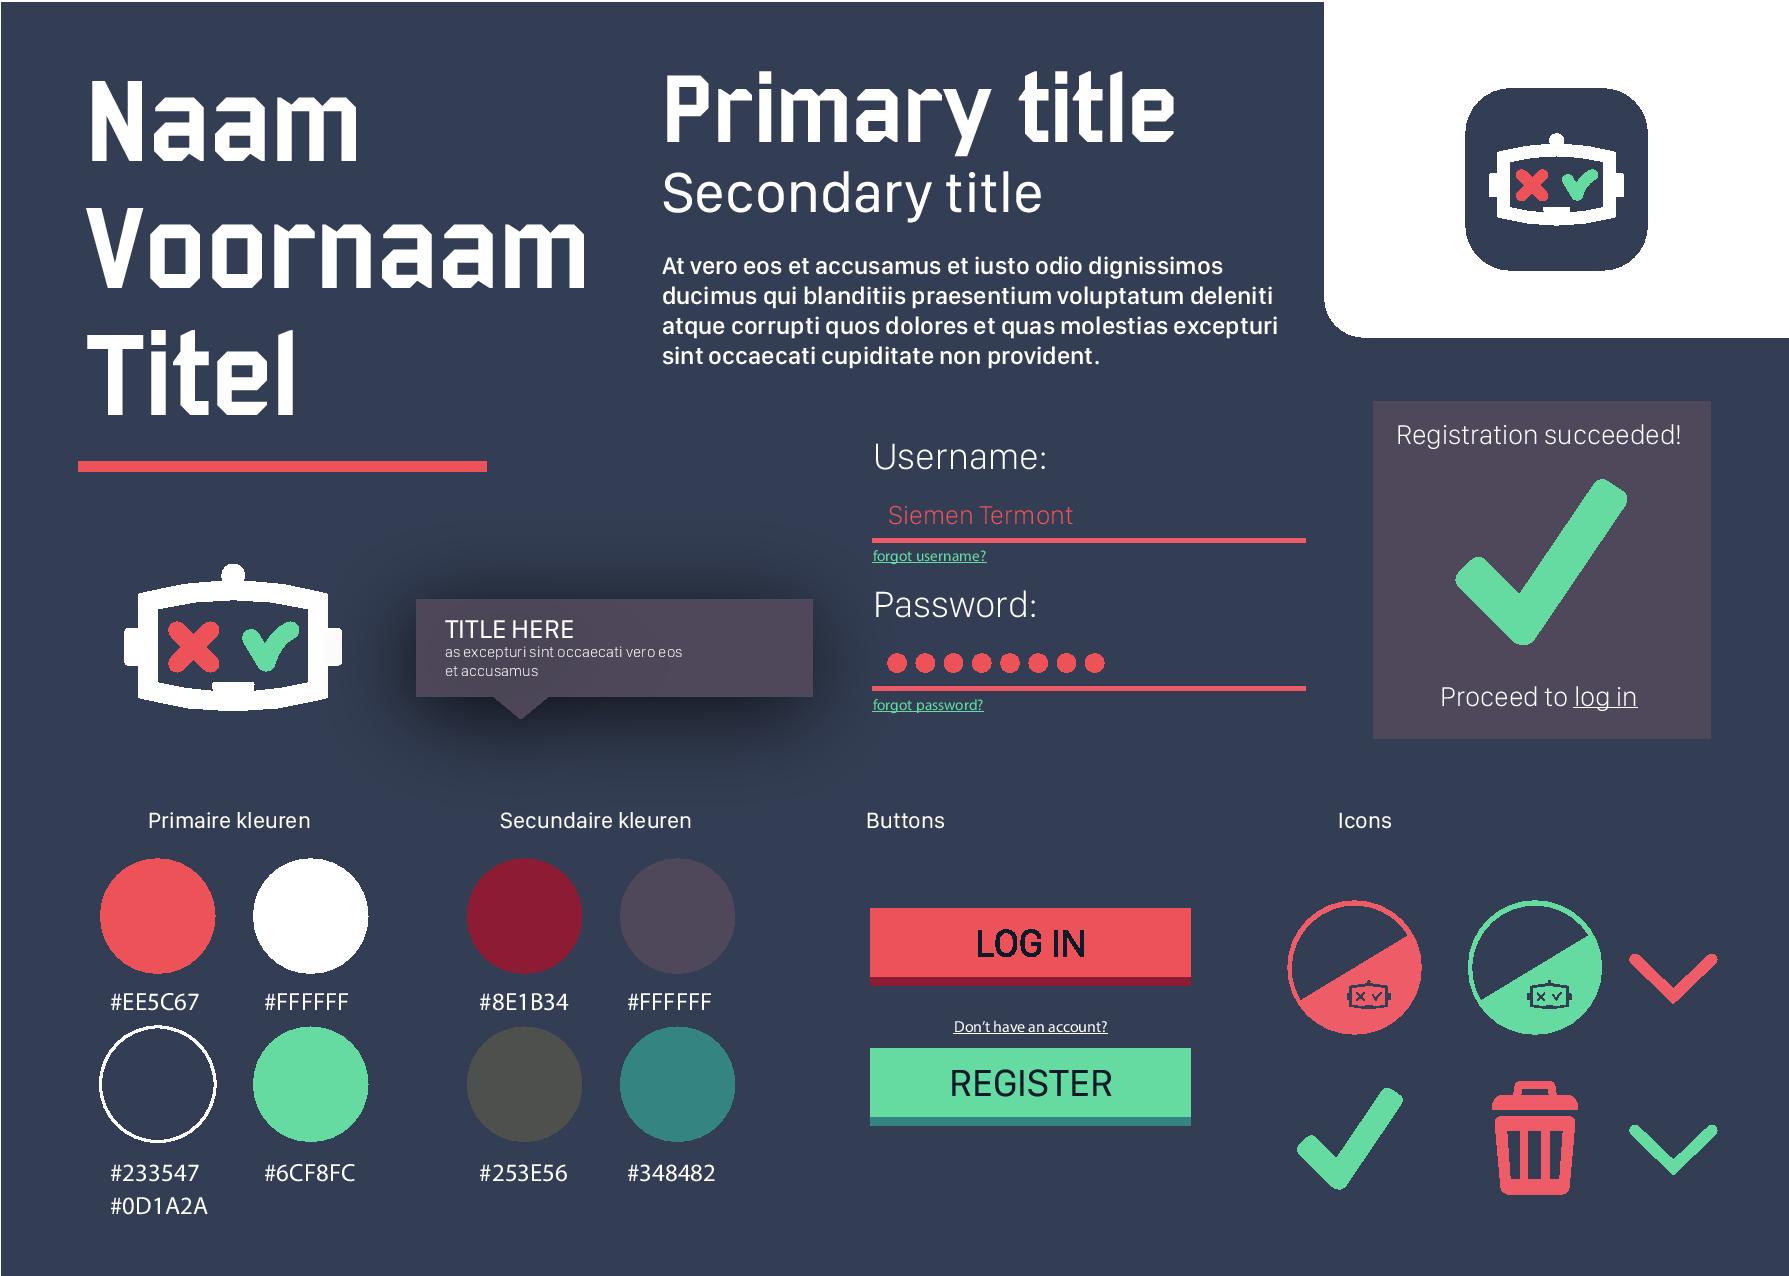 Naam
Voornaam
Titel
Primary title
Secondary title
At vero eos et accusamus et iusto odio dignissimos
ducimus qui blanditiis praesentium voluptatum deleniti
atque corrupti quos dolores et quas molestias excepturi
sint occaecati cupiditate non provident.
TITLE HERE
as excepturi sint occaecati vero eos
et accusamus
Username:
Siemen Termont
forgot username?
Password:
forgot password?
Registration succeeded!
Proceed to log in
Primaire kleuren
#EE5C67
#FFFFFF
#233547
#0D1A2A
#6CF8FC
Secundaire kleuren
#8E1B34
#FFFFFF
#253E56
#348482
Buttons
LOG IN
Don't have an account?
REGISTER
Icons